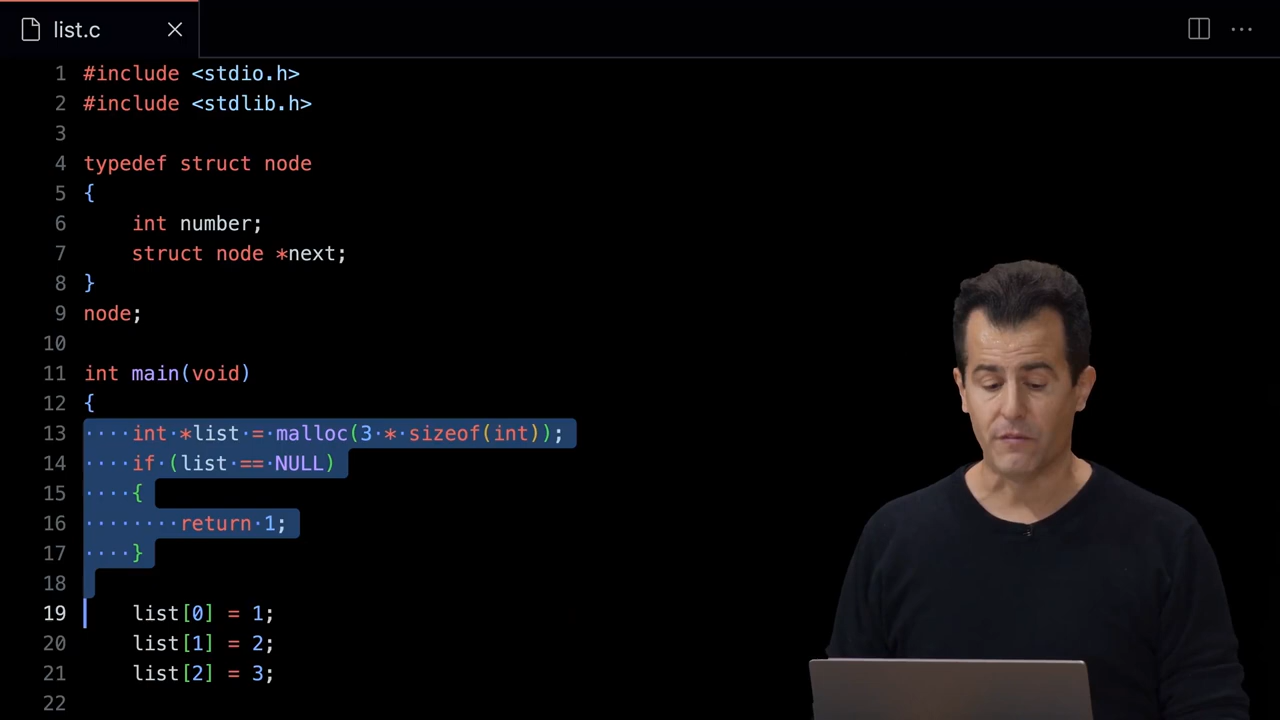 list.c
1 #include <stdio.h>
2 #include <stdlib.h>
3
4 typedef struct node
5 {
6     int number;
7     struct node *next;
8 }
9 node;
10
11 int main(void)
12 {
13 ····int·*list·=·malloc(3·*·sizeof(int));
14 ····if·(list·==·NULL)
15 ····{
16 ········return·1;
17 ····}
18
19     list[0] = 1;
20     list[1] = 2;
21     list[2] = 3;
22